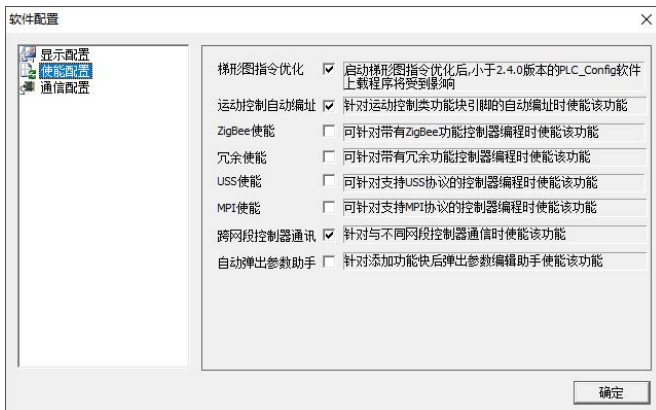 软件配置
显示配置
使能配置
通信配置
梯形图指令优化 启动梯形图指令优化后,小于2.4.0版本的PLC_Config软件
上载程序将受到影响
运动控制自动编址 针对运动控制类功能块引脚的自动编址时使能该功能
ZigBee使能 可针对带有ZigBee功能控制器编程时使能该功能
冗余使能 可针对带有冗余功能控制器编程时使能该功能
USS使能 可针对支持USS协议的控制器编程时使能该功能
MPI使能 可针对支持MPI协议的控制器编程时使能该功能
跨网段控制器通讯 针对与不同网段控制器通信时使能该功能
自动弹出参数助手 针对添加功能快后弹出参数编辑助手使能该功能
确定